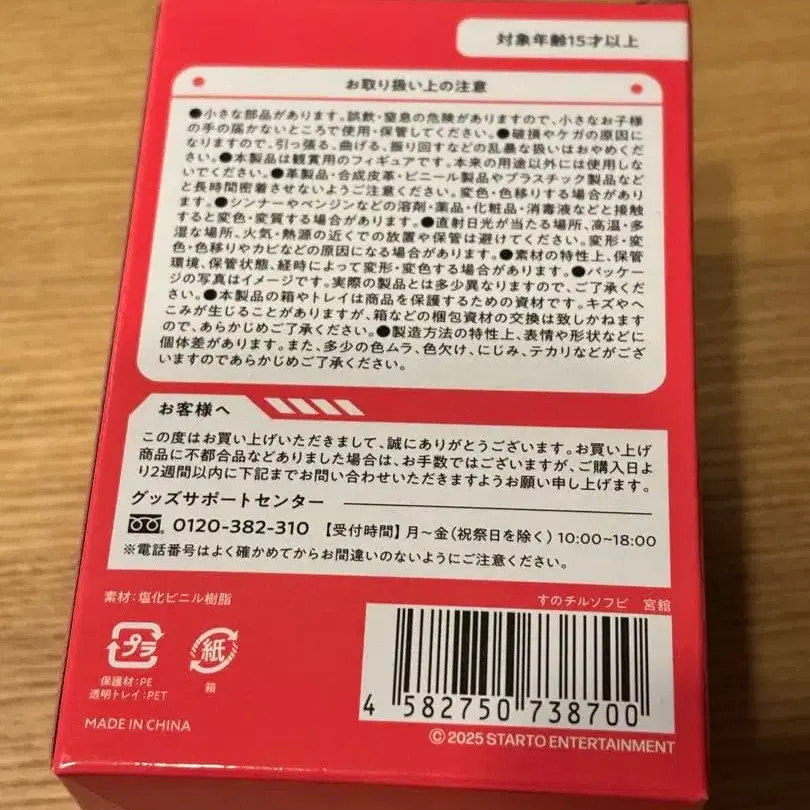 対象年齢15才以上
お取り扱い上の注意
●小さな部品があります。誤飲・窒息の危険がありますので、小さなお子様
の手の届かないところで使用・保管してください。●破損やケガの原因に
なりますので、引っ張る、曲げる、振り回すなどの乱暴な扱いはおやめくだ
さい。●本製品は観賞用のフィギュアです。本来の用途以外には使用しな
いでください。●革製品・合成皮革・ビニール製品やプラスチック製品など
と長時間密着させないようご注意ください。変色・色移りする場合があり
ます。●シンナーやベンジンなどの溶剤・薬品・化粧品・消毒液などと接触
すると変色・変質する場合があります。●直射日光が当たる場所、高温・多
湿な場所、火気・熱源の近くでの放置や保管は避けてください。変形・変
色・色移りやカビなどの原因になる場合があります。●素材の特性上、保管
環境、保管状態、経時によって変形・変色する場合があります。●パッケー
ジの写真はイメージです。実際の製品とは多少異なりますので、ご了承くだ
さい。●本製品の箱やトレイは商品を保護するための資材です。キズやへ
こみが生じることがありますが、箱などの梱包資材の交換は致しかねます
ので、あらかじめご了承ください。●製造方法の特性上、表情や形状などに
個体差があります。また、多少の色ムラ、色欠け、にじみ、テカリなどがござ
いますのであらかじめご了承ください。
お客様へ
この度はお買い上げいただきまして、誠にありがとうございます。お買い上げ
商品に不都合品などありました場合は、お手数ではございますが、ご購入日よ
り2週間以内に下記までお問い合わせいただきますようお願い申し上げます。
グッズサポートセンター
0120-382-310 【受付時間】月～金(祝祭日を除く)10:00~18:00
※電話番号はよく確かめてからお間違いのないようにご注意ください。
素材:塩化ビニル樹脂
すのチルソフビ 宮舘
プラ
紙
保護材:PE
透明トレイ:PET
箱
4 582750 738700
MADE IN CHINA
© 2025 STARTO ENTERTAINMENT